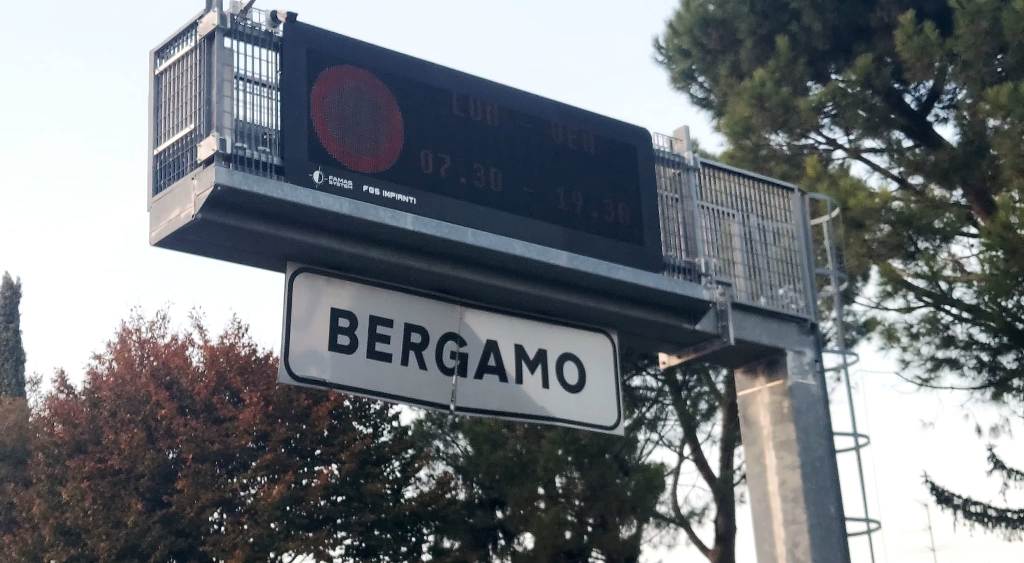 LUN - VEN
07.30 - 19.30
FAMAS SYSTEM
FGS IMPIANTI
BERGAMO